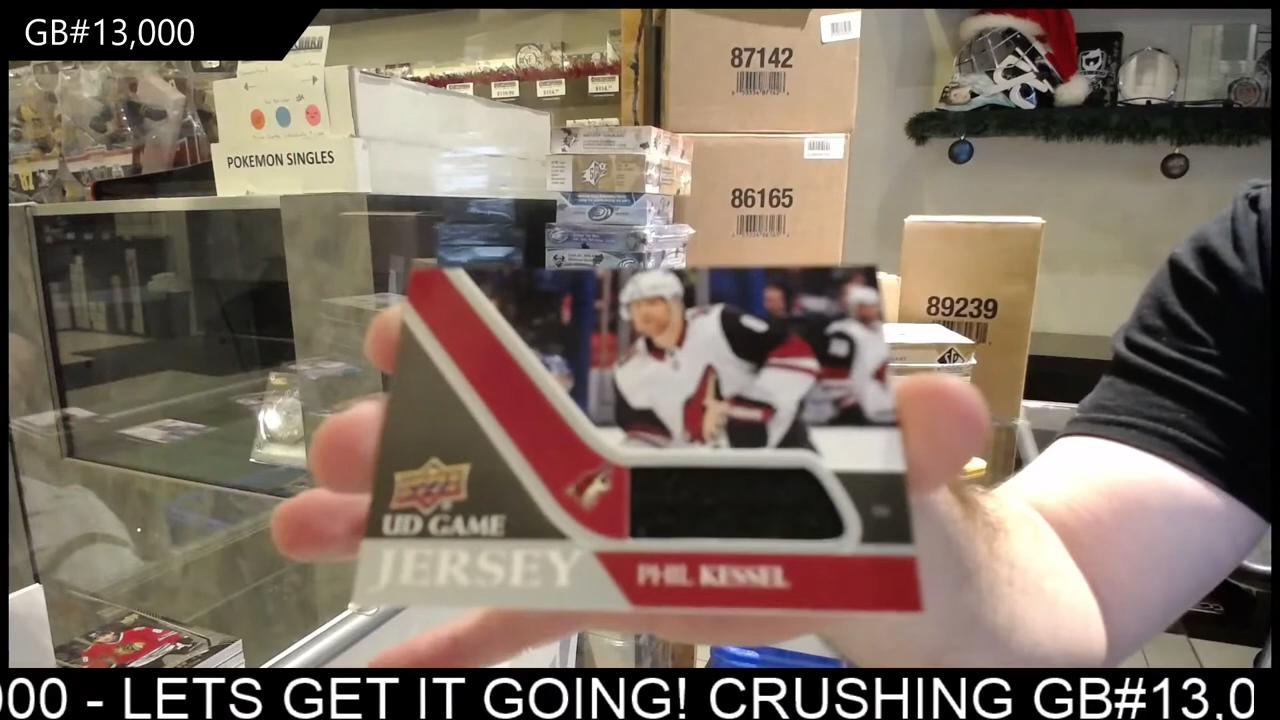 GB#13,000
POKEMON SINGLES
87142
86165
89239
UD GAME
JERSEY
PHIL KESSEL
000 - LETS GET IT GOING! CRUSHING GB#13,0